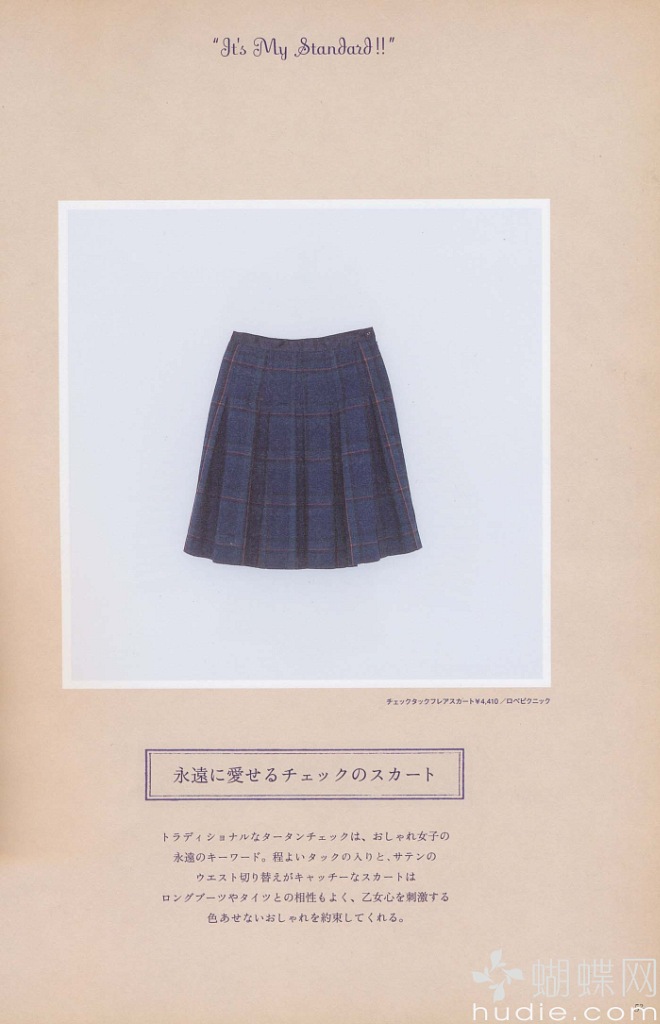 “It's My Standard!!”
チェックタックフレアスカート¥4,410／ロペピクニック
永遠に愛せるチェックのスカート
トラディショナルなタータンチェックは、おしゃれ女子の
永遠のキーワード。程よいタックの入りと、サテンの
ウエスト切り替えがキャッチーなスカートは
ロングブーツやタイツとの相性もよく、乙女心を刺激する
色あせないおしゃれを約束してくれる。
蝴蝶网
hudie.com